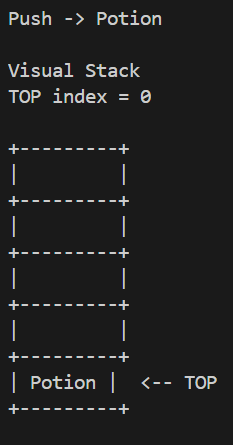 Push -> Potion
Visual Stack
TOP index = 0
+---------+
|         |
+---------+
|         |
+---------+
|         |
+---------+
|         |
+---------+
| Potion |  <-- TOP
+---------+